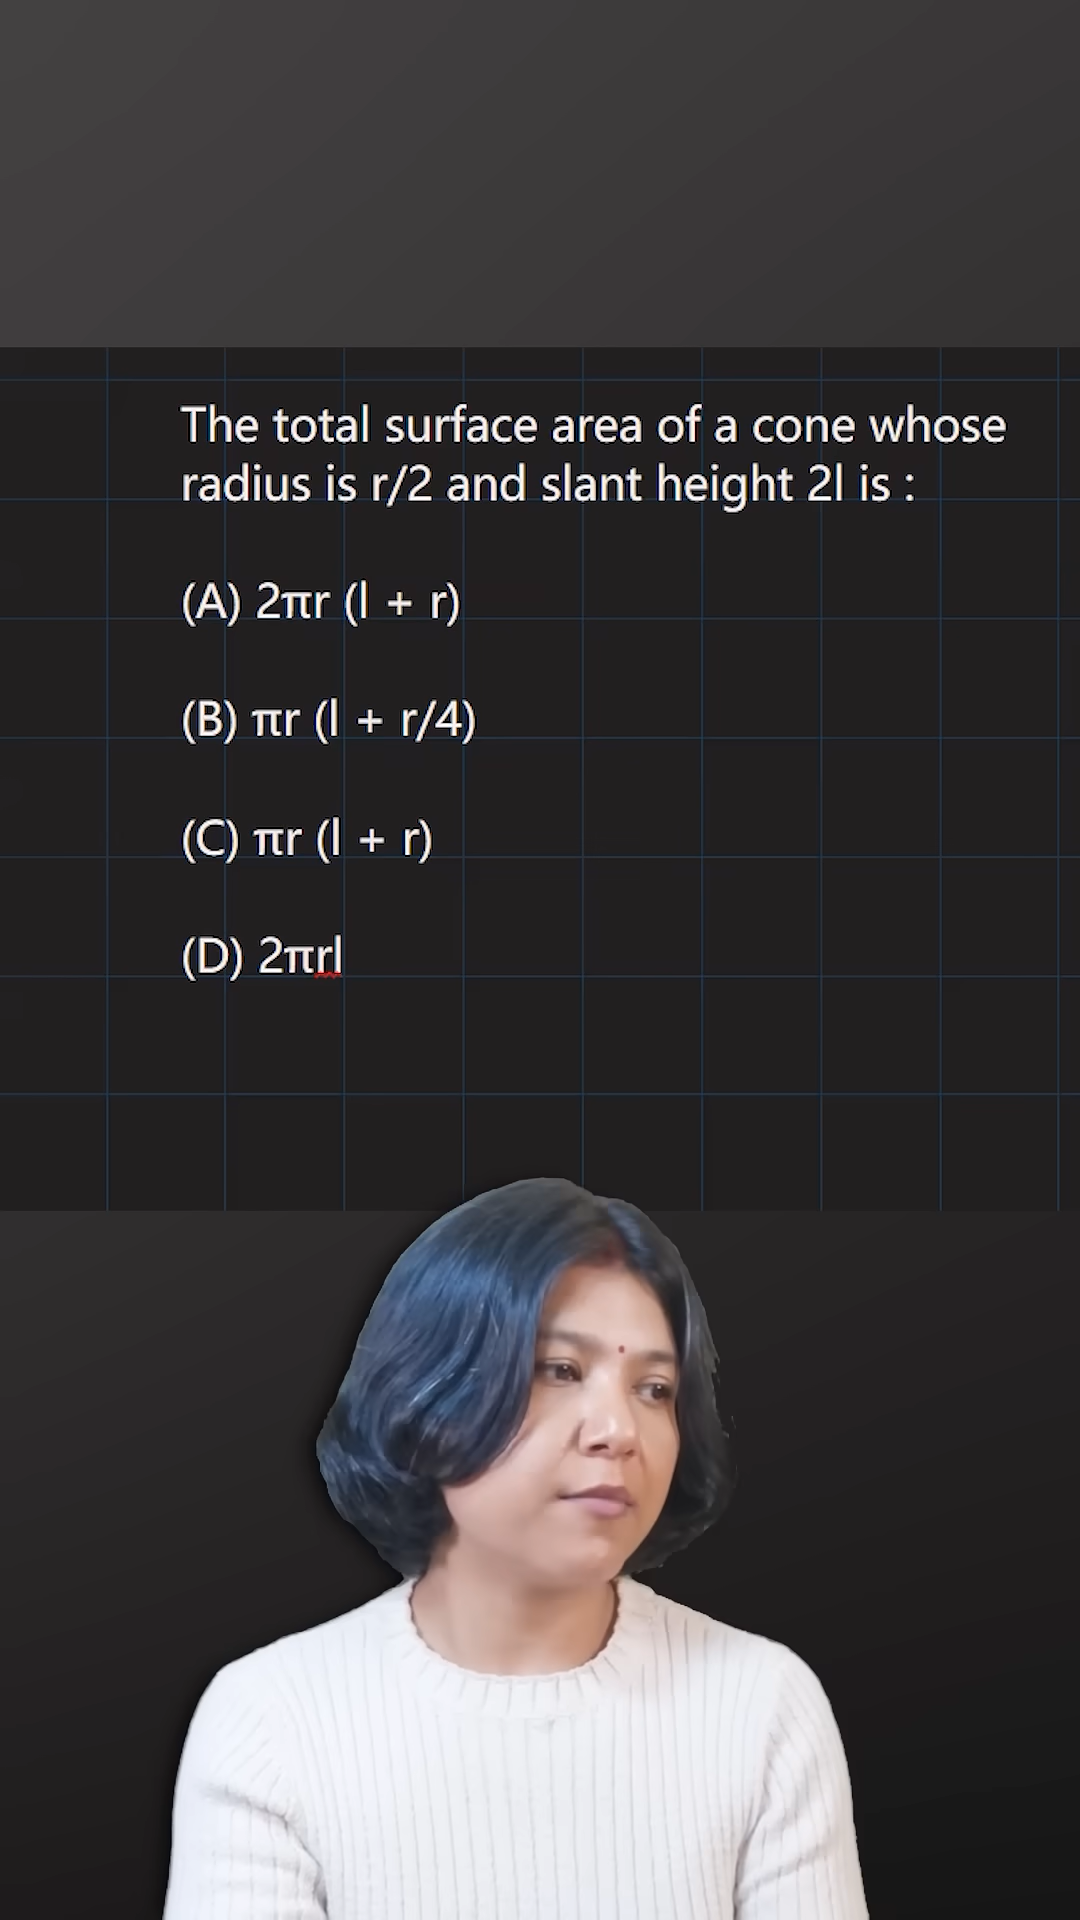 The total surface area of a cone whose
radius is r/2 and slant height 2l is :
(A) 2πr (l + r)
(B) πr (l + r/4)
(C) πr (l + r)
(D) 2πrl